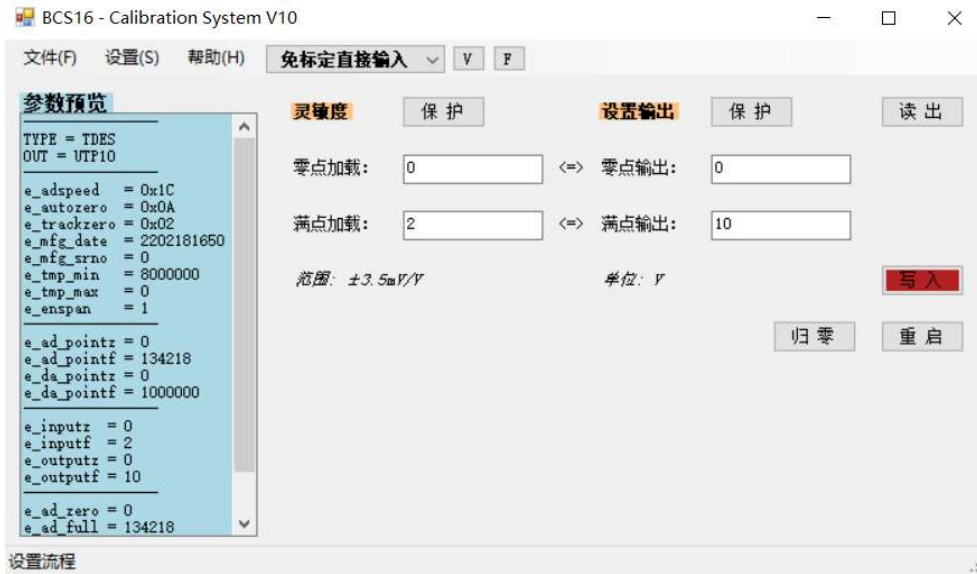 BCS16 - Calibration System V10
文件(F) 设置(S) 帮助(H) 免标定直接输入 V F
参数预览
TYPE = TDES
OUT = UTP10
e_adspeed = 0x1C
e_autozero = 0x0A
e_trackzero = 0x02
e_mfg_date = 2202181650
e_mfg_srno = 0
e_tmp_min = 8000000
e_tmp_max = 0
e_enspan = 1
e_ad_pointz = 0
e_ad_pointf = 134218
e_da_pointz = 0
e_da_pointf = 1000000
e_inputz = 0
e_inputf = 2
e_outputz = 0
e_outputf = 10
e_ad_zero = 0
e_ad_full = 134218
灵敏度 保护 设置输出 保护 读出
零点加载: 0 <=> 零点输出: 0
满点加载: 2 <=> 满点输出: 10
范围: ±3.5mV/V 单位: V 写入
归零 重启
设置流程